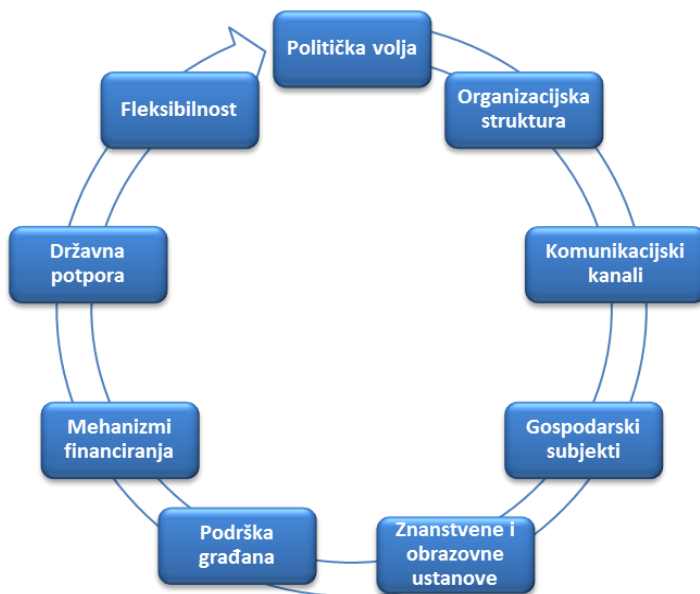 Politička volja
Organizacijska
struktura
Komunikacijski
kanali
Gospodarski
subjekti
Znanstvene i
obrazovne
ustanove
Podrška
građana
Mehanizmi
financiranja
Državna
potpora
Fleksibilnost